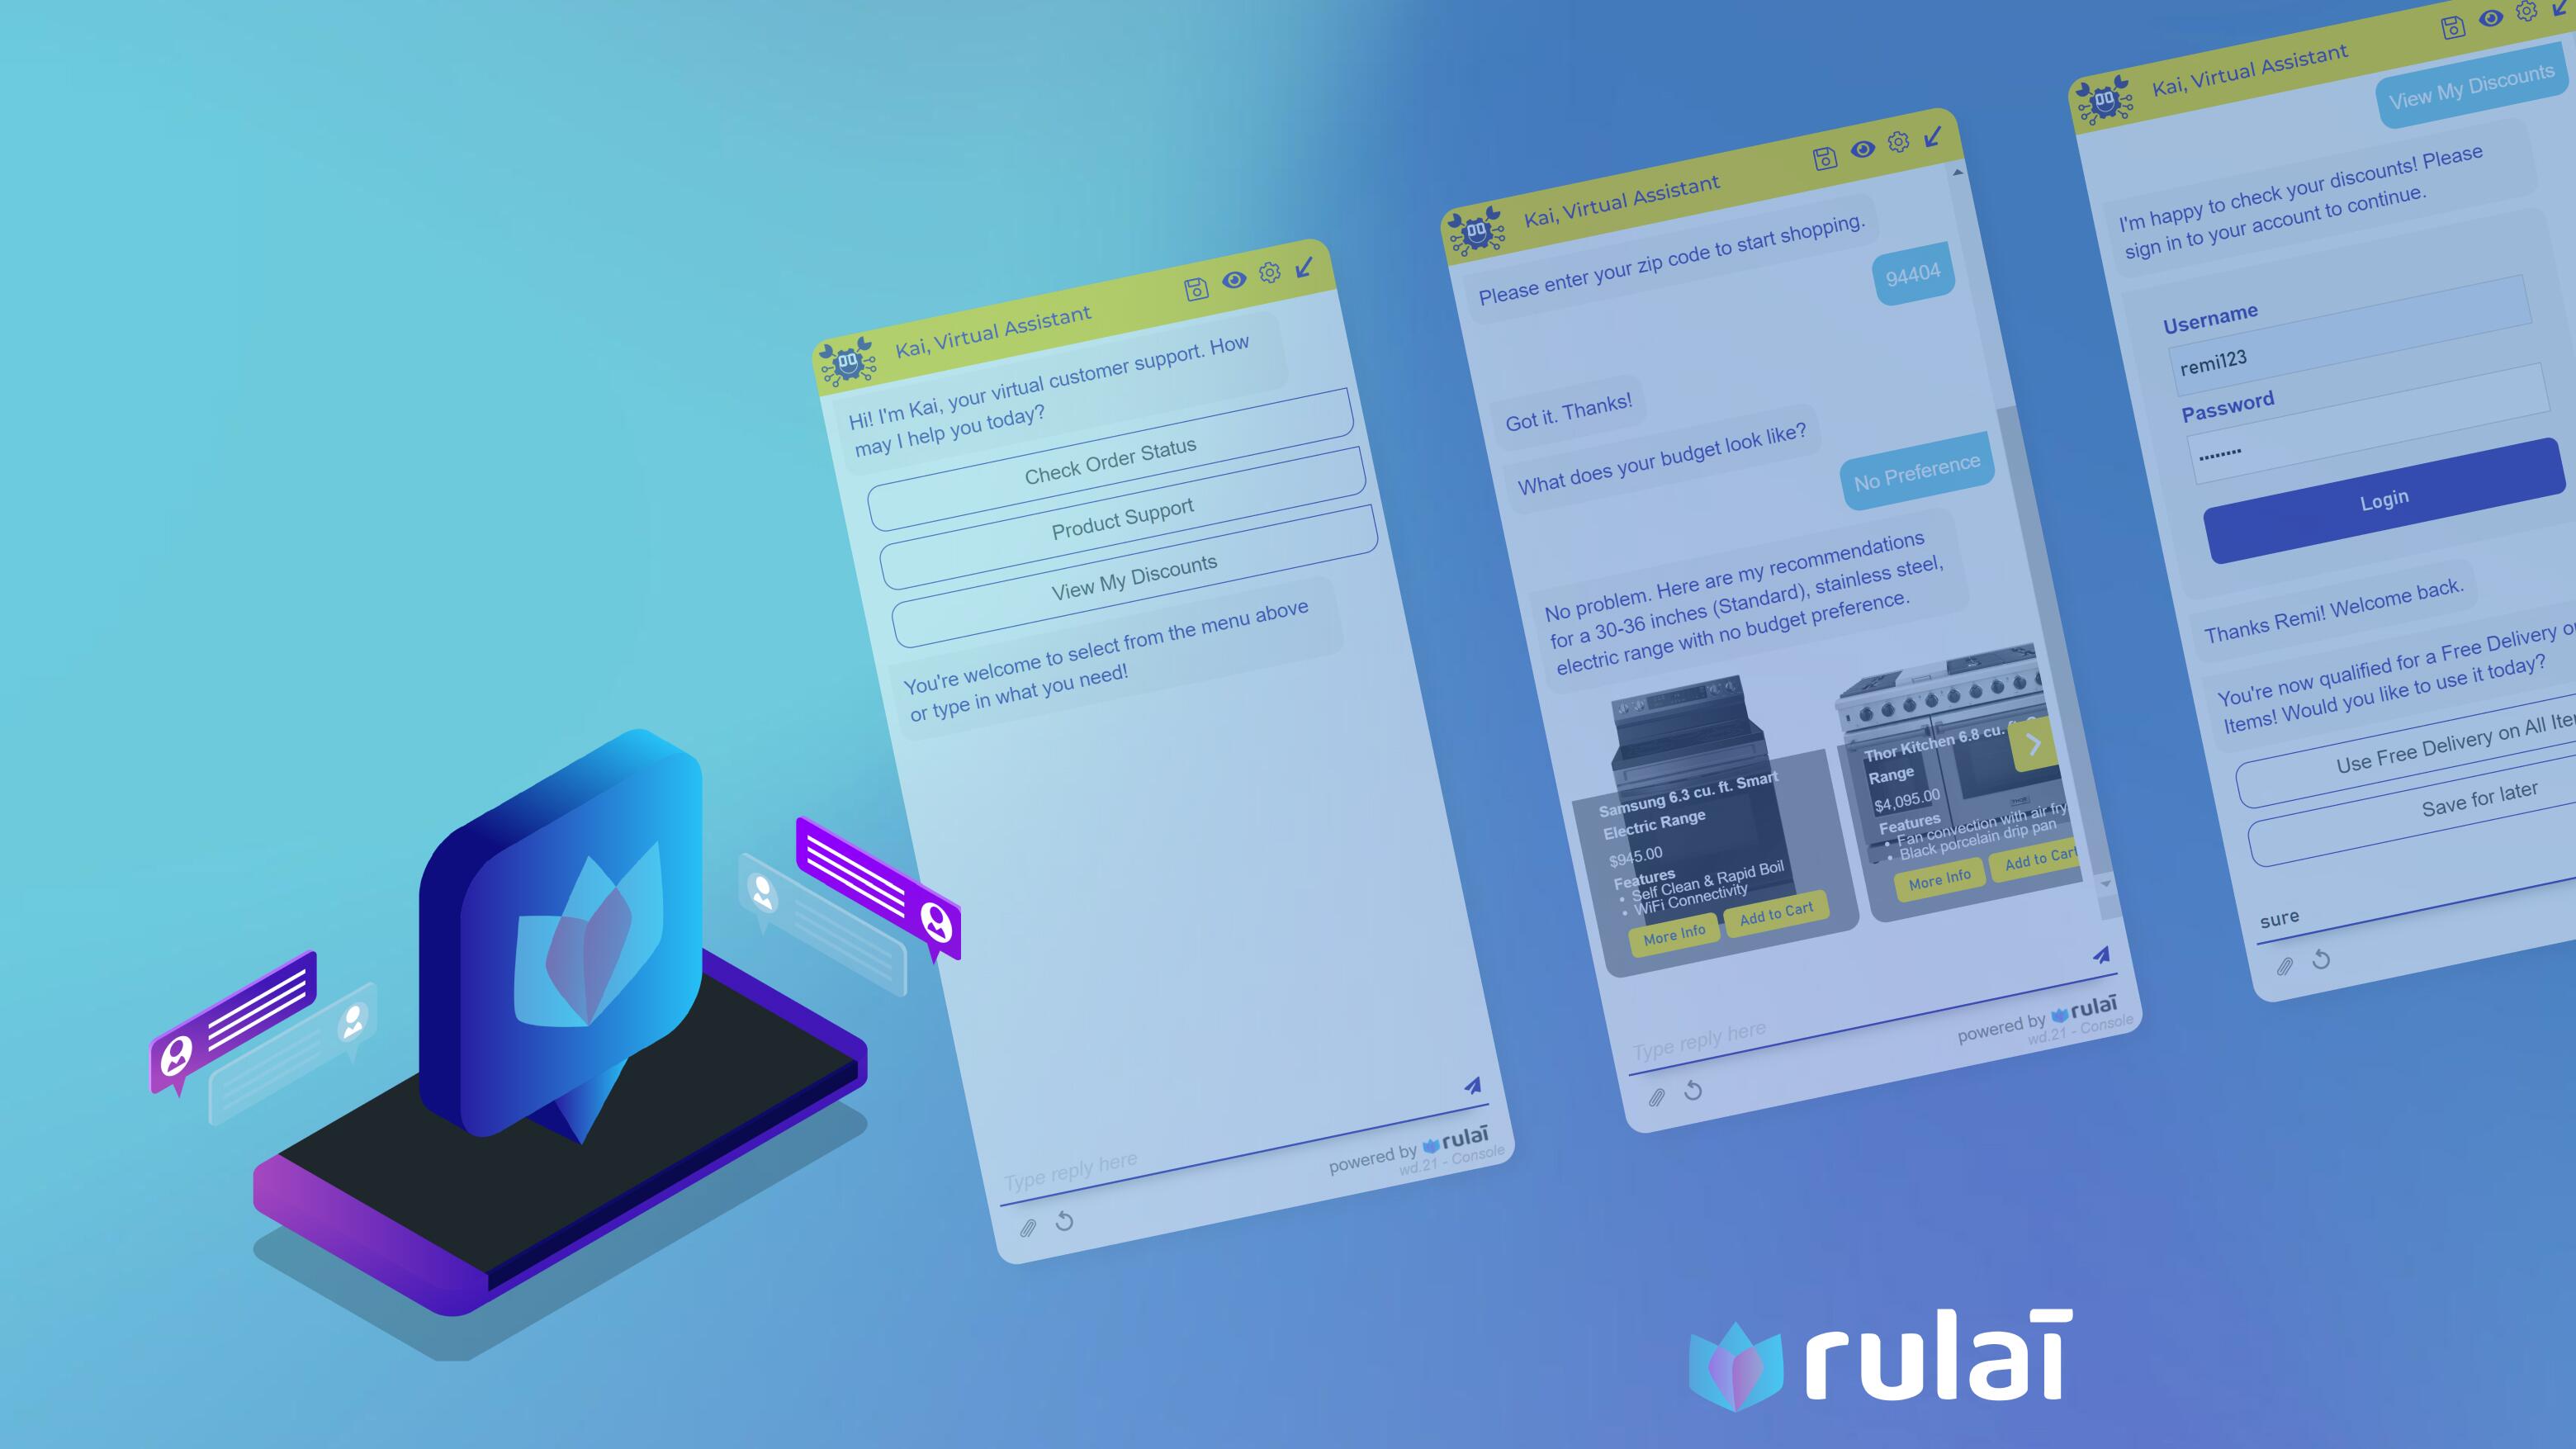 Kai, Virtual Assistant
Hi! I'm Kai, your virtual customer support. How
may I help you today?
Check Order Status
Product Support
View My Discounts
You're welcome to select from the menu above
or type in what you need!
Type reply here
powered by rulaī
wd.21 - Console
Kai, Virtual Assistant
Please enter your zip code to start shopping.
94404
Got it. Thanks!
What does your budget look like?
No Preference
No problem. Here are my recommendations
for a 30-36 inches (Standard), stainless steel,
electric range with no budget preference.
Samsung 6.3 cu. ft. Smart
Electric Range
$945.00
Features
• Self Clean & Rapid Boil
• WiFi Connectivity
More Info
Add to Cart
Thor Kitchen 6.8 cu.
Range
$4,095.00
Features
• Fan convection with air fry
• Black porcelain drip pan
More Info
Add to Cart
Type reply here
powered by rulaī
wd.21 - Console
Kai, Virtual Assistant
View My Discounts
I'm happy to check your discounts! Please
sign in to your account to continue.
Username
remi123
Password
........
Login
Thanks Remi! Welcome back.
You're now qualified for a Free Delivery
Items! Would you like to use it today?
Use Free Delivery on All
Save for later
sure
rulaī